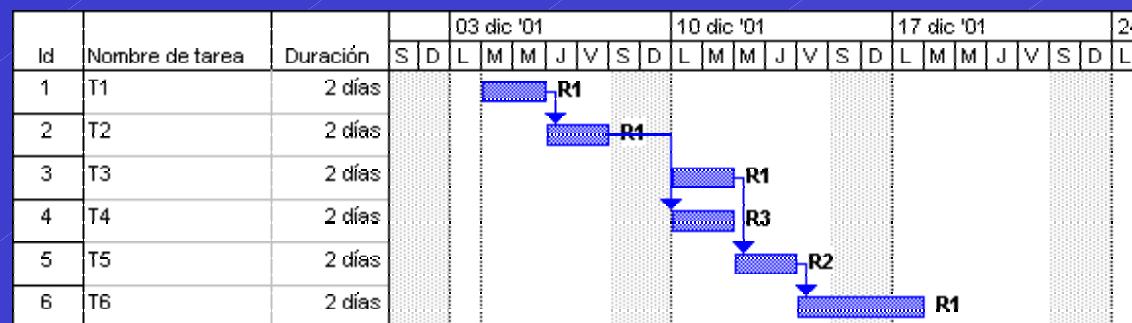 03 dic '01 10 dic '01 17 dic '01 24
Id Nombre de tarea Duración S D L M M J V S D L M M J V S D L M M J V S D L
1 T1 2 días R1
2 T2 2 días R1
3 T3 2 días R1
4 T4 2 días R3
5 T5 2 días R2
6 T6 2 días R1